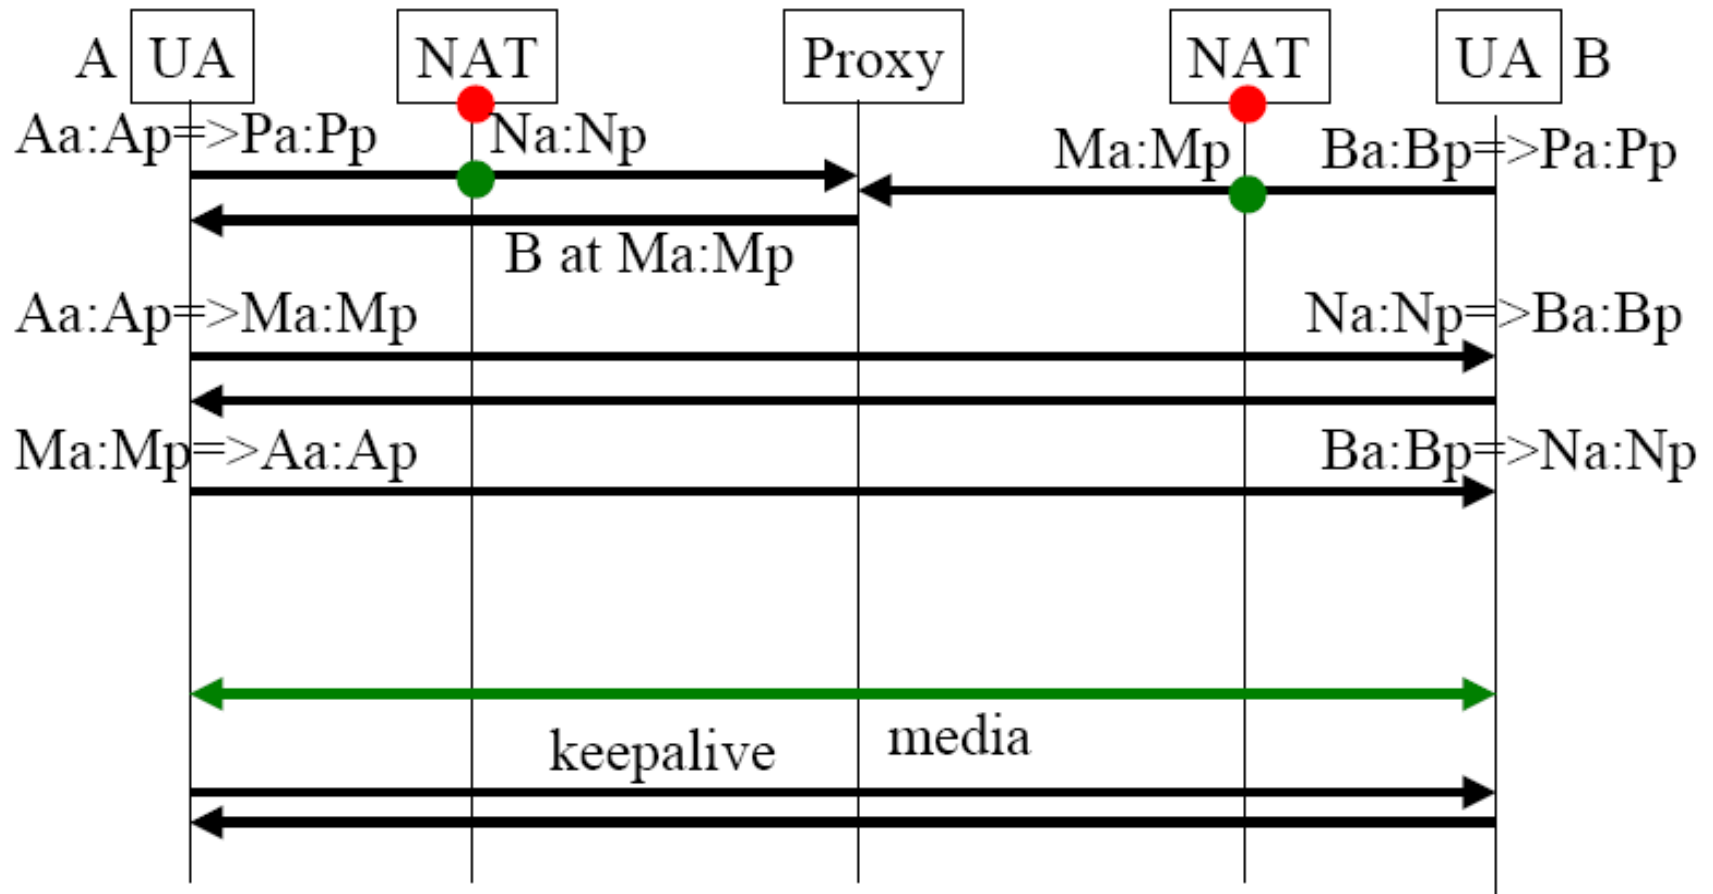 A UA NAT Proxy NAT UA B
Aa:Ap=>Pa:Pp Na:Np Ma:Mp Ba:Bp=>Pa:Pp
B at Ma:Mp
Aa:Ap=>Ma:Mp Na:Np=>Ba:Bp
Ma:Mp=>Aa:Ap Ba:Bp=>Na:Np
keepalive media